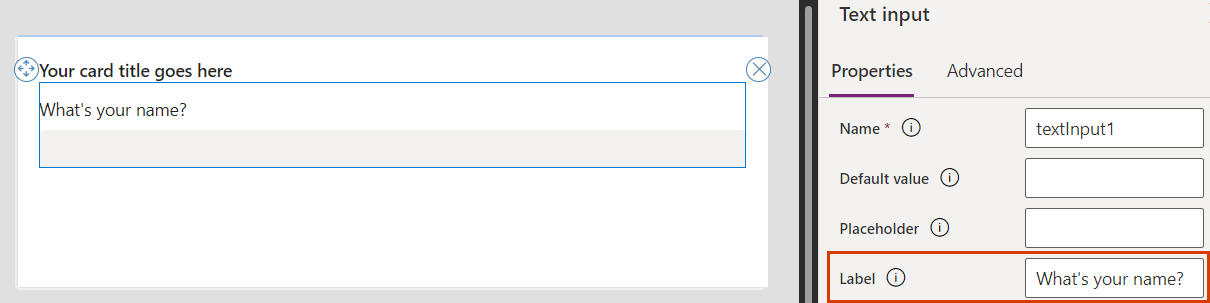 Your card title goes here
What's your name?
Text input
Properties Advanced
Name * textInput1
Default value
Placeholder
Label What's your name?